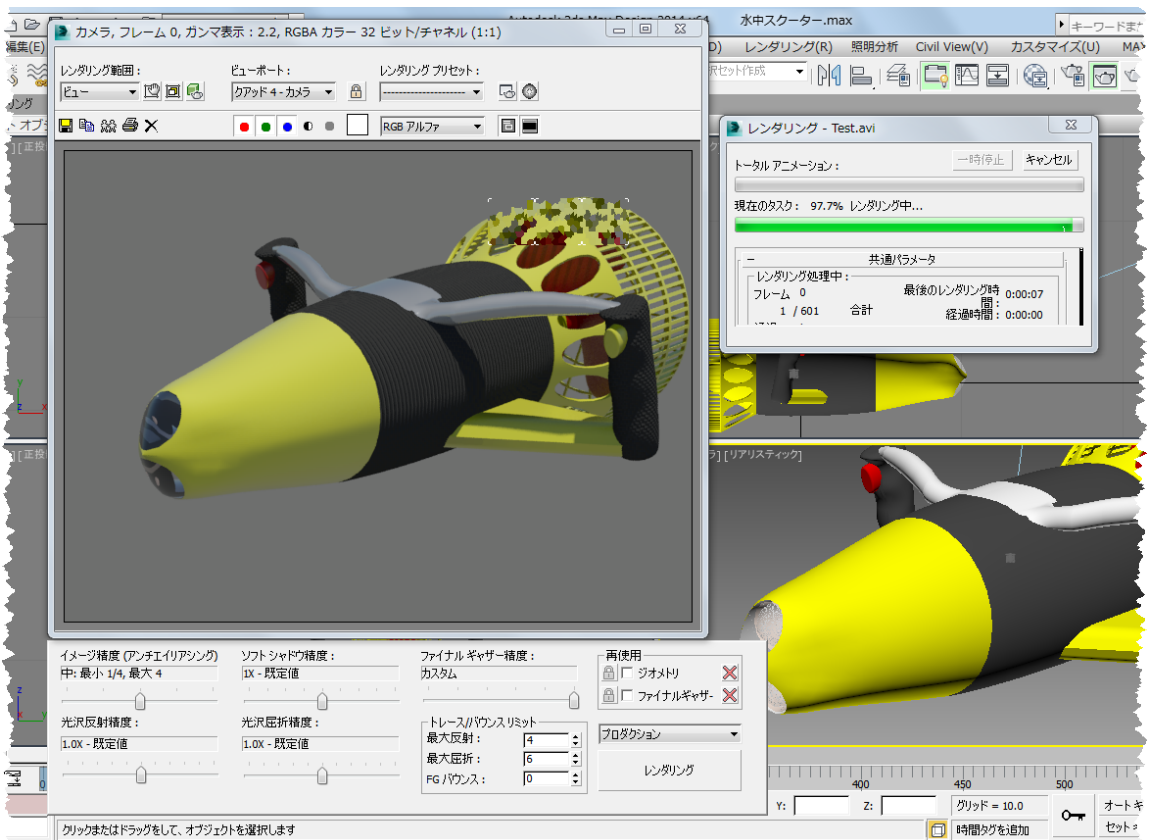 Autodesk 3ds Max Design 2014 x64
水中スクーター.max
キーワードまた
編集(E)
レンダリング(R)
照明分析
Civil View(V)
カスタマイズ(U)
カメラ, フレーム 0, ガンマ表示 : 2.2, RGBA カラー 32 ビット/チャネル (1:1)
レンダリング範囲 :
ビューポート :
レンダリング プリセット :
ビュー
クアッド 4 - カメラ
RGB アルファ
レンダリング - Test.avi
トータル アニメーション :
一時停止
キャンセル
現在のタスク : 97.7% レンダリング中...
共通パラメータ
レンダリング処理中 :
フレーム 0
最後のレンダリング時間 : 0:00:07
1 / 601
合計
経過時間 : 0:00:00
[リアリスティック]
イメージ精度 (アンチエイリアシング)
中: 最小 1/4, 最大 4
ソフト シャドウ精度 :
1X - 既定値
ファイナル ギャザー精度 :
カスタム
再使用
ジオメトリ
ファイナルギャザー
光沢反射精度 :
1.0X - 既定値
光沢屈折精度 :
1.0X - 既定値
トレース/バウンスリミット
最大反射 : 4
最大屈折 : 6
FG バウンス : 0
プロダクション
レンダリング
400
450
500
Y:
Z:
グリッド = 10.0
時間タグを追加
オートキ
セット
クリックまたはドラッグをして、オブジェクトを選択します